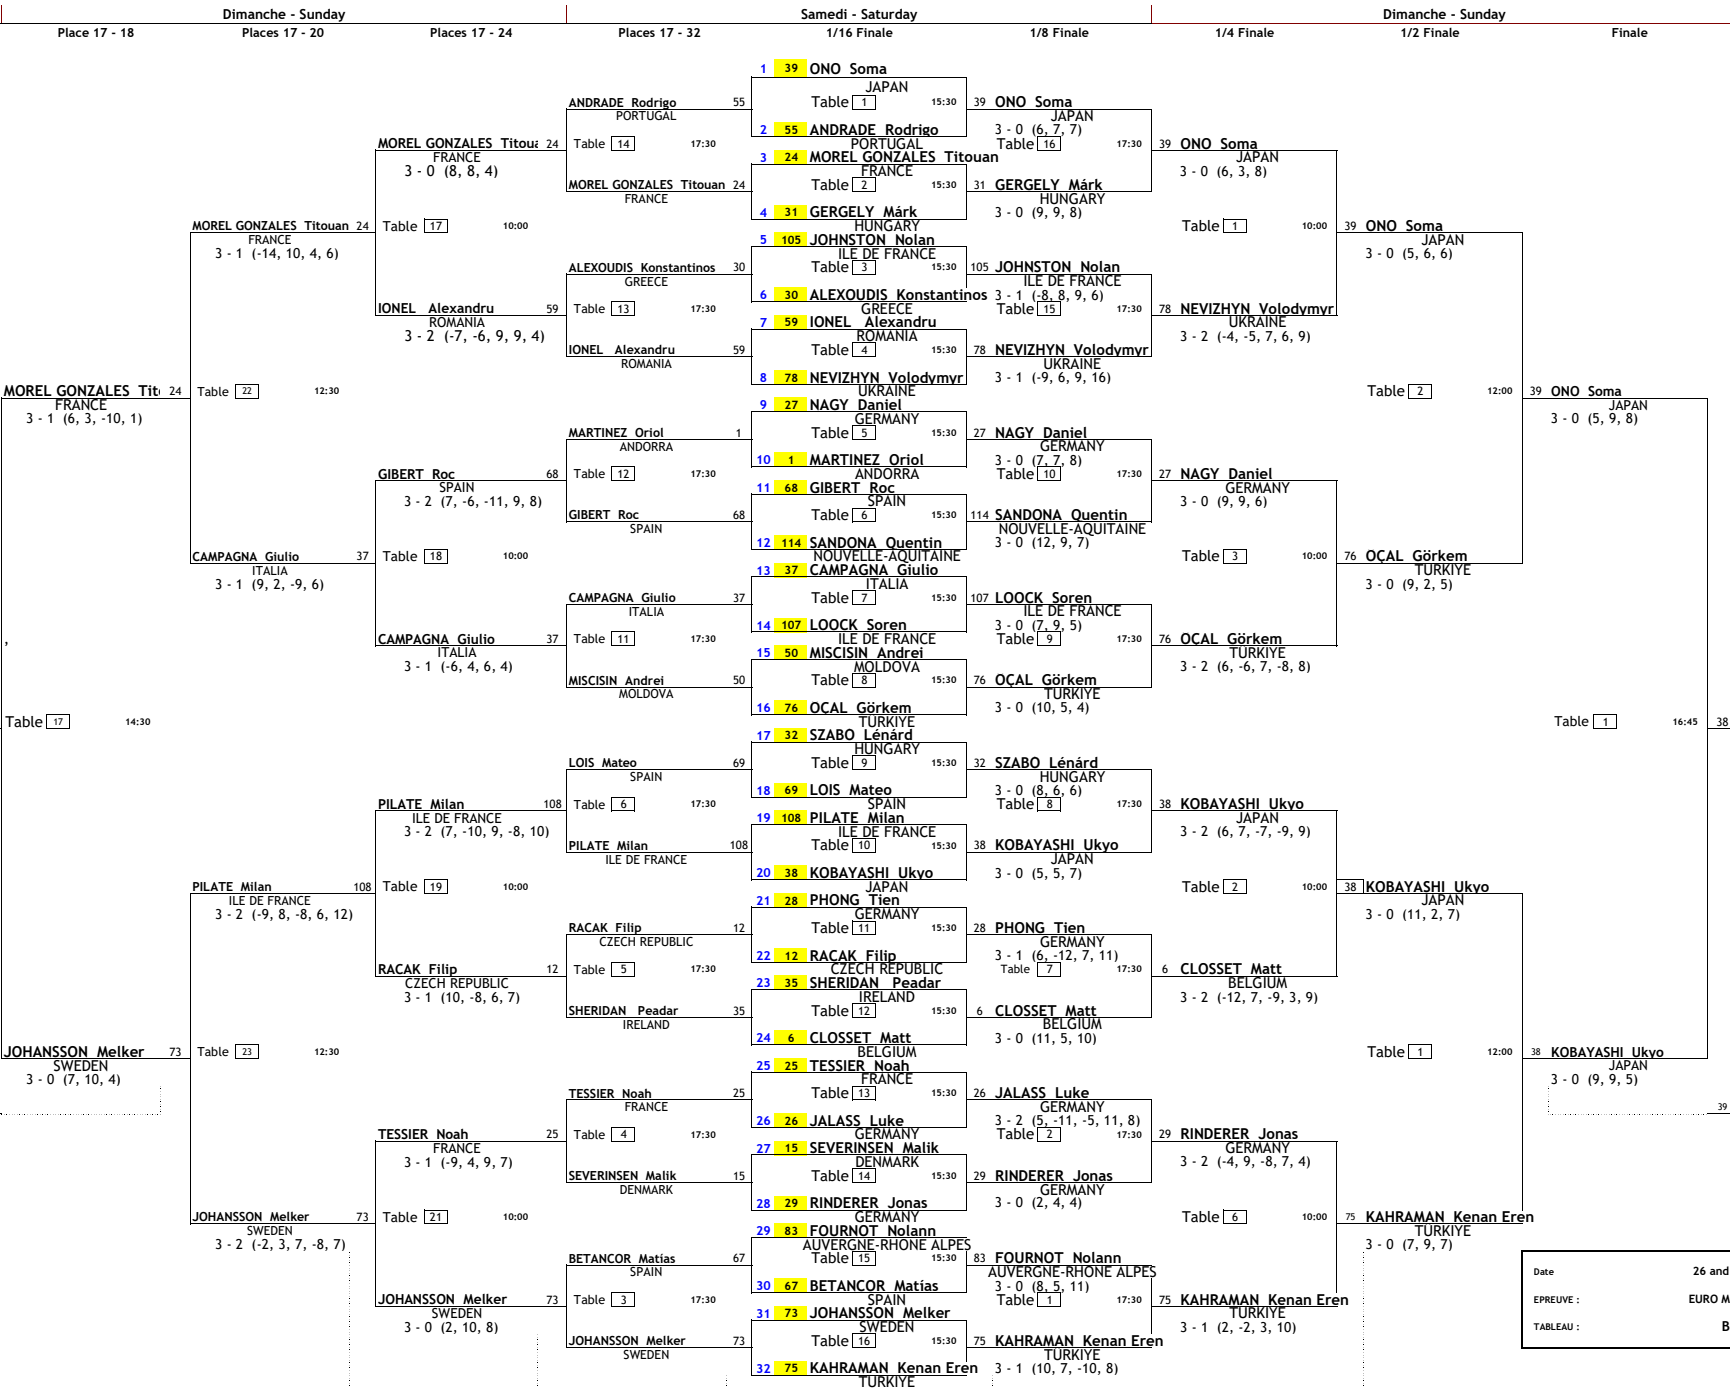 Dimanche - Sunday Samedi - Saturday Dimanche - Sunday
Place 17 - 18 Places 17 - 20 Places 17 - 24 Places 17 - 32 1/16 Finale 1/8 Finale 1/4 Finale 1/2 Finale Finale
1 39 ONO Soma
JAPAN
ANDRADE Rodrigo 55 Table 1 15:30 39 ONO Soma
PORTUGAL JAPAN
2 55 ANDRADE Rodrigo 3 - 0 (6, 7, 7)
MOREL GONZALES Titoua 24 Table 14 17:30 PORTUGAL Table 16 17:30 39 ONO Soma
FRANCE 3 24 MOREL GONZALES Titouan JAPAN
3 - 0 (8, 8, 4) FRANCE 3 - 0 (6, 3, 8)
MOREL GONZALES Titouan 24 Table 2 15:30 31 GERGELY Márk
FRANCE HUNGARY
4 31 GERGELY Márk 3 - 0 (9, 9, 8)
MOREL GONZALES Titouan 24 Table 17 10:00 HUNGARY Table 1 10:00 39 ONO Soma
FRANCE 5 105 JOHNSTON Nolan JAPAN
3 - 1 (-14, 10, 4, 6) ILE DE FRANCE 3 - 0 (5, 6, 6)
ALEXOUDIS Konstantinos 30 Table 3 15:30 105 JOHNSTON Nolan
GREECE ILE DE FRANCE
6 30 ALEXOUDIS Konstantinos 3 - 1 (-8, 8, 9, 6)
IONEL Alexandru 59 Table 13 17:30 GREECE Table 15 17:30 78 NEVIZHYN Volodymyr
ROMANIA 7 59 IONEL Alexandru UKRAINE
3 - 2 (-7, -6, 9, 9, 4) ROMANIA 3 - 2 (-4, -5, 7, 6, 9)
IONEL Alexandru 59 Table 4 15:30 78 NEVIZHYN Volodymyr
ROMANIA UKRAINE
8 78 NEVIZHYN Volodymyr 3 - 1 (-9, 6, 9, 16)
MOREL GONZALES Tit 24 Table 22 12:30 UKRAINE Table 2 12:00 39 ONO Soma
FRANCE 9 27 NAGY Daniel JAPAN
3 - 1 (6, 3, -10, 1) GERMANY 3 - 0 (5, 9, 8)
MARTINEZ Oriol 1 Table 5 15:30 27 NAGY Daniel
ANDORRA GERMANY
10 1 MARTINEZ Oriol 3 - 0 (7, 7, 8)
GIBERT Roc 68 Table 12 17:30 ANDORRA Table 10 17:30 27 NAGY Daniel
SPAIN 11 68 GIBERT Roc GERMANY
3 - 2 (7, -6, -11, 9, 8) SPAIN 3 - 0 (9, 9, 6)
GIBERT Roc 68 Table 6 15:30 114 SANDONA Quentin
SPAIN NOUVELLE-AQUITAINE
12 114 SANDONA Quentin 3 - 0 (12, 9, 7)
CAMPAGNA Giulio 37 Table 18 10:00 NOUVELLE-AQUITAINE Table 3 10:00 76 OÇAL Görkem
ITALIA 13 37 CAMPAGNA Giulio TÜRKIYE
3 - 1 (9, 2, -9, 6) ITALIA 3 - 0 (9, 2, 5)
CAMPAGNA Giulio 37 Table 7 15:30 107 LOOCK Soren
ITALIA ILE DE FRANCE
14 107 LOOCK Soren 3 - 0 (7, 9, 5)
, CAMPAGNA Giulio 37 Table 11 17:30 ILE DE FRANCE Table 9 17:30 76 OÇAL Görkem
ITALIA 15 50 MISCISIN Andrei TÜRKIYE
3 - 1 (-6, 4, 6, 4) MOLDOVA 3 - 2 (6, -6, 7, -8, 8)
MISCISIN Andrei 50 Table 8 15:30 76 OÇAL Görkem
MOLDOVA TÜRKIYE
16 76 OÇAL Görkem 3 - 0 (10, 5, 4)
Table 17 14:30 TÜRKIYE Table 1 16:45 38
17 32 SZABO Lénárd
HUNGARY
LOIS Mateo 69 Table 9 15:30 32 SZABO Lénárd
SPAIN HUNGARY
18 69 LOIS Mateo 3 - 0 (8, 6, 6)
PILATE Milan 108 Table 6 17:30 SPAIN Table 8 17:30 38 KOBAYASHI Ukyo
ILE DE FRANCE 19 108 PILATE Milan JAPAN
3 - 2 (7, -10, 9, -8, 10) ILE DE FRANCE 3 - 2 (6, 7, -7, -9, 9)
PILATE Milan 108 Table 10 15:30 38 KOBAYASHI Ukyo
ILE DE FRANCE JAPAN
20 38 KOBAYASHI Ukyo 3 - 0 (5, 5, 7)
PILATE Milan 108 Table 19 10:00 JAPAN Table 2 10:00 38 KOBAYASHI Ukyo
ILE DE FRANCE 21 28 PHONG Tien JAPAN
3 - 2 (-9, 8, -8, 6, 12) GERMANY 3 - 0 (11, 2, 7)
RACAK Filip 12 Table 11 15:30 28 PHONG Tien
CZECH REPUBLIC GERMANY
22 12 RACAK Filip 3 - 1 (6, -12, 7, 11)
RACAK Filip 12 Table 5 17:30 CZECH REPUBLIC Table 7 17:30 6 CLOSSET Matt
CZECH REPUBLIC 23 35 SHERIDAN Peadar BELGIUM
3 - 1 (10, -8, 6, 7) IRELAND 3 - 2 (-12, 7, -9, 3, 9)
SHERIDAN Peadar 35 Table 12 15:30 6 CLOSSET Matt
IRELAND BELGIUM
24 6 CLOSSET Matt 3 - 0 (11, 5, 10)
JOHANSSON Melker 73 Table 23 12:30 BELGIUM Table 1 12:00 38 KOBAYASHI Ukyo
SWEDEN 25 25 TESSIER Noah JAPAN
3 - 0 (7, 10, 4) FRANCE 3 - 0 (9, 9, 5)
TESSIER Noah 25 Table 13 15:30 26 JALASS Luke
FRANCE GERMANY 39
26 26 JALASS Luke 3 - 2 (5, -11, -5, 11, 8)
TESSIER Noah 25 Table 4 17:30 GERMANY Table 2 17:30 29 RINDERER Jonas
FRANCE 27 15 SEVERINSEN Malik GERMANY
3 - 1 (-9, 4, 9, 7) DENMARK 3 - 2 (-4, 9, -8, 7, 4)
SEVERINSEN Malik 15 Table 14 15:30 29 RINDERER Jonas
DENMARK GERMANY
28 29 RINDERER Jonas 3 - 0 (2, 4, 4)
JOHANSSON Melker 73 Table 21 10:00 GERMANY Table 6 10:00 75 KAHRAMAN Kenan Eren
SWEDEN 29 83 FOURNOT Nolann TÜRKIYE
3 - 2 (-2, 3, 7, -8, 7) AUVERGNE-RHONE ALPES 3 - 0 (7, 9, 7)
BETANCOR Matías 67 Table 15 15:30 83 FOURNOT Nolann
SPAIN AUVERGNE-RHONE ALPES Date 26 and
30 67 BETANCOR Matías 3 - 0 (8, 5, 11)
JOHANSSON Melker 73 Table 3 17:30 SPAIN Table 1 17:30 75 KAHRAMAN Kenan Eren EPREUVE : EURO M
SWEDEN 31 73 JOHANSSON Melker TÜRKIYE
3 - 0 (2, 10, 8) SWEDEN 3 - 1 (2, -2, 3, 10) TABLEAU : B
JOHANSSON Melker 73 Table 16 15:30 75 KAHRAMAN Kenan Eren
SWEDEN TÜRKIYE
32 75 KAHRAMAN Kenan Eren 3 - 1 (10, 7, -10, 8)
TÜRKIYE